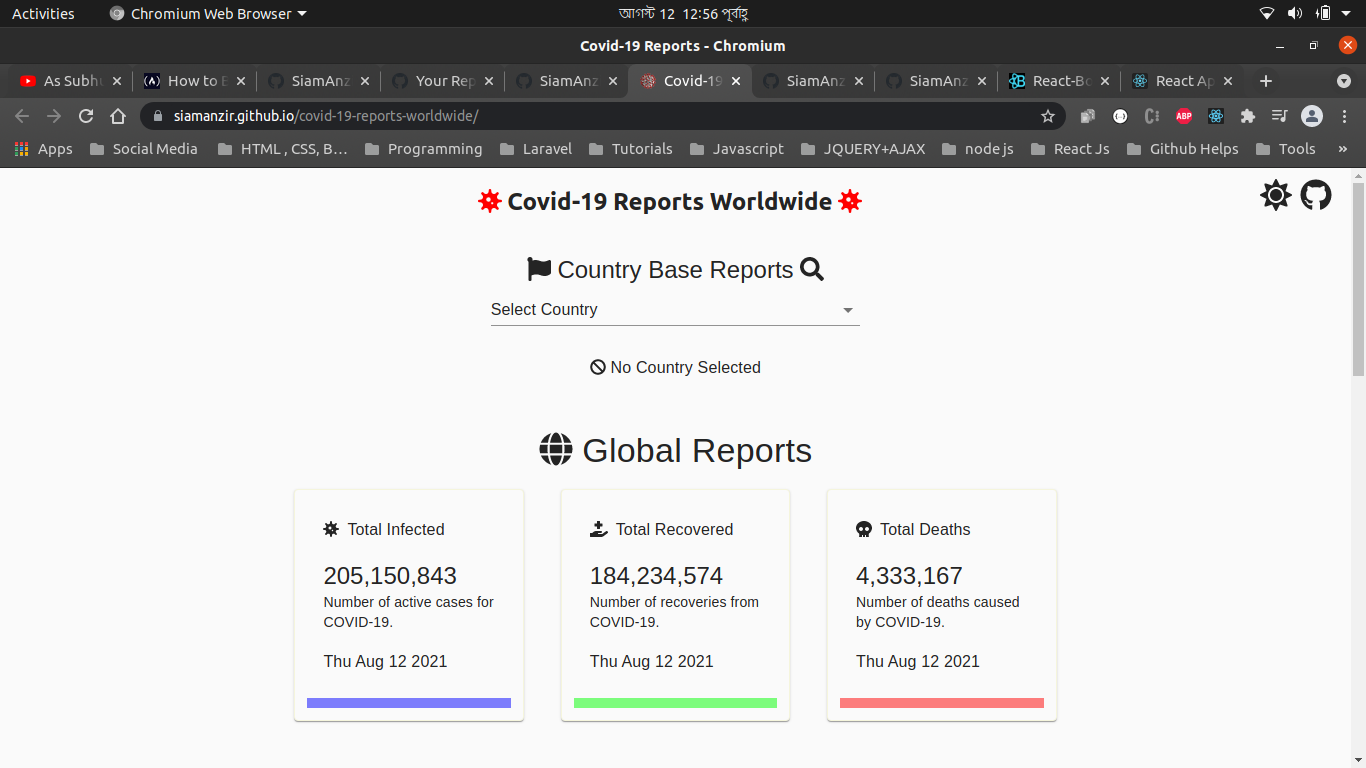 Activities Chromium Web Browser আগস্ট 12 12:56 পূর্বাহ্ণ
Covid-19 Reports - Chromium
As Subh How to E SiamAnz Your Rep SiamAnz Covid-19 SiamAnz SiamAnz React-Bo React Ap
siamanzir.github.io/covid-19-reports-worldwide/ ABP
Apps Social Media HTML , CSS, B... Programming Laravel Tutorials Javascript JQUERY+AJAX node js React Js Github Helps Tools »
Covid-19 Reports Worldwide
Country Base Reports
Select Country
No Country Selected
Global Reports
Total Infected
205,150,843
Number of active cases for
COVID-19.
Thu Aug 12 2021
Total Recovered
184,234,574
Number of recoveries from
COVID-19.
Thu Aug 12 2021
Total Deaths
4,333,167
Number of deaths caused
by COVID-19.
Thu Aug 12 2021